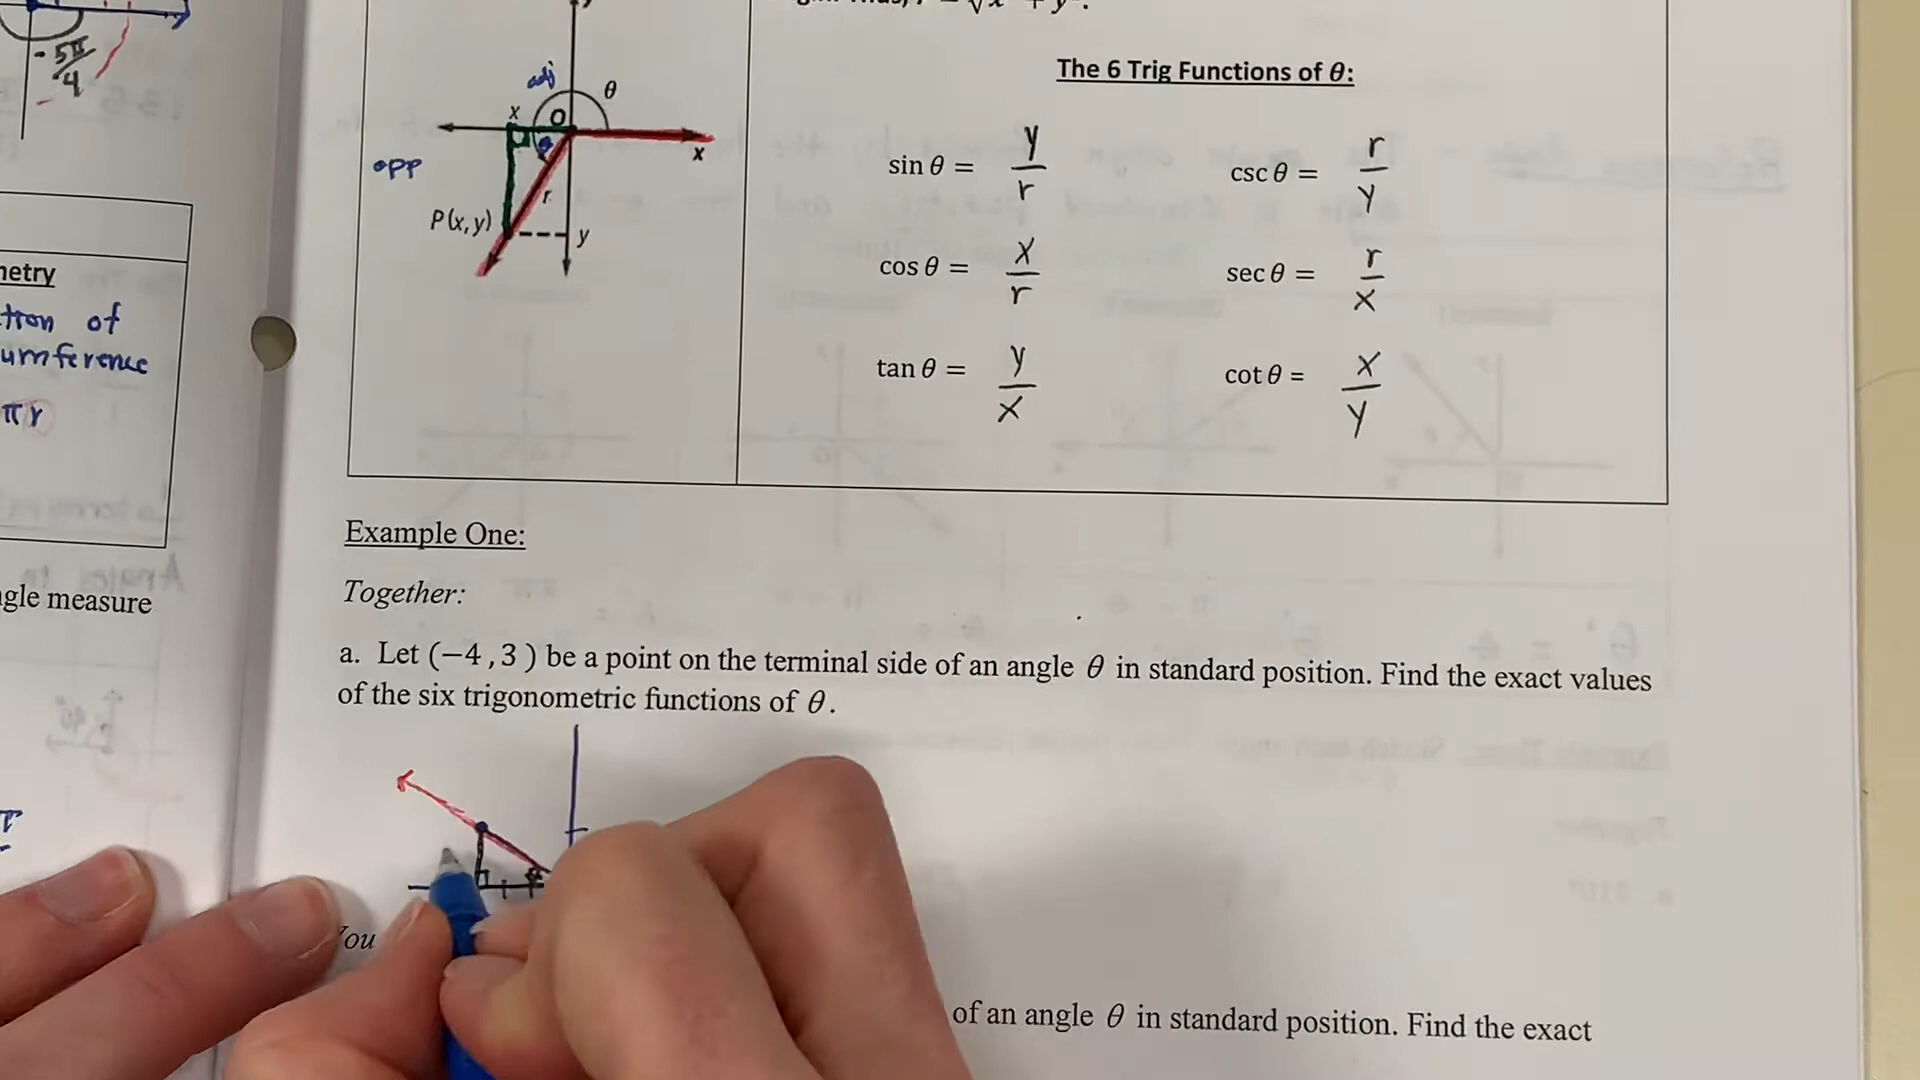 - 5π/4
netry
tron of
umference
πr
gle measure
y
adj
θ
x
O
x
opp
r
P(x,y)
y
The 6 Trig Functions of θ:
sin θ = y/r
csc θ = r/y
cos θ = x/r
sec θ = r/x
tan θ = y/x
cot θ = x/y
Example One:
Together:
a. Let (−4,3) be a point on the terminal side of an angle θ in standard position. Find the exact values
of the six trigonometric functions of θ.
You
of an angle θ in standard position. Find the exact